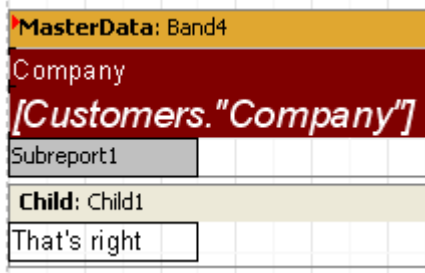 MasterData: Band4
Company
[Customers."Company"]
Subreport1
Child: Child1
That's right